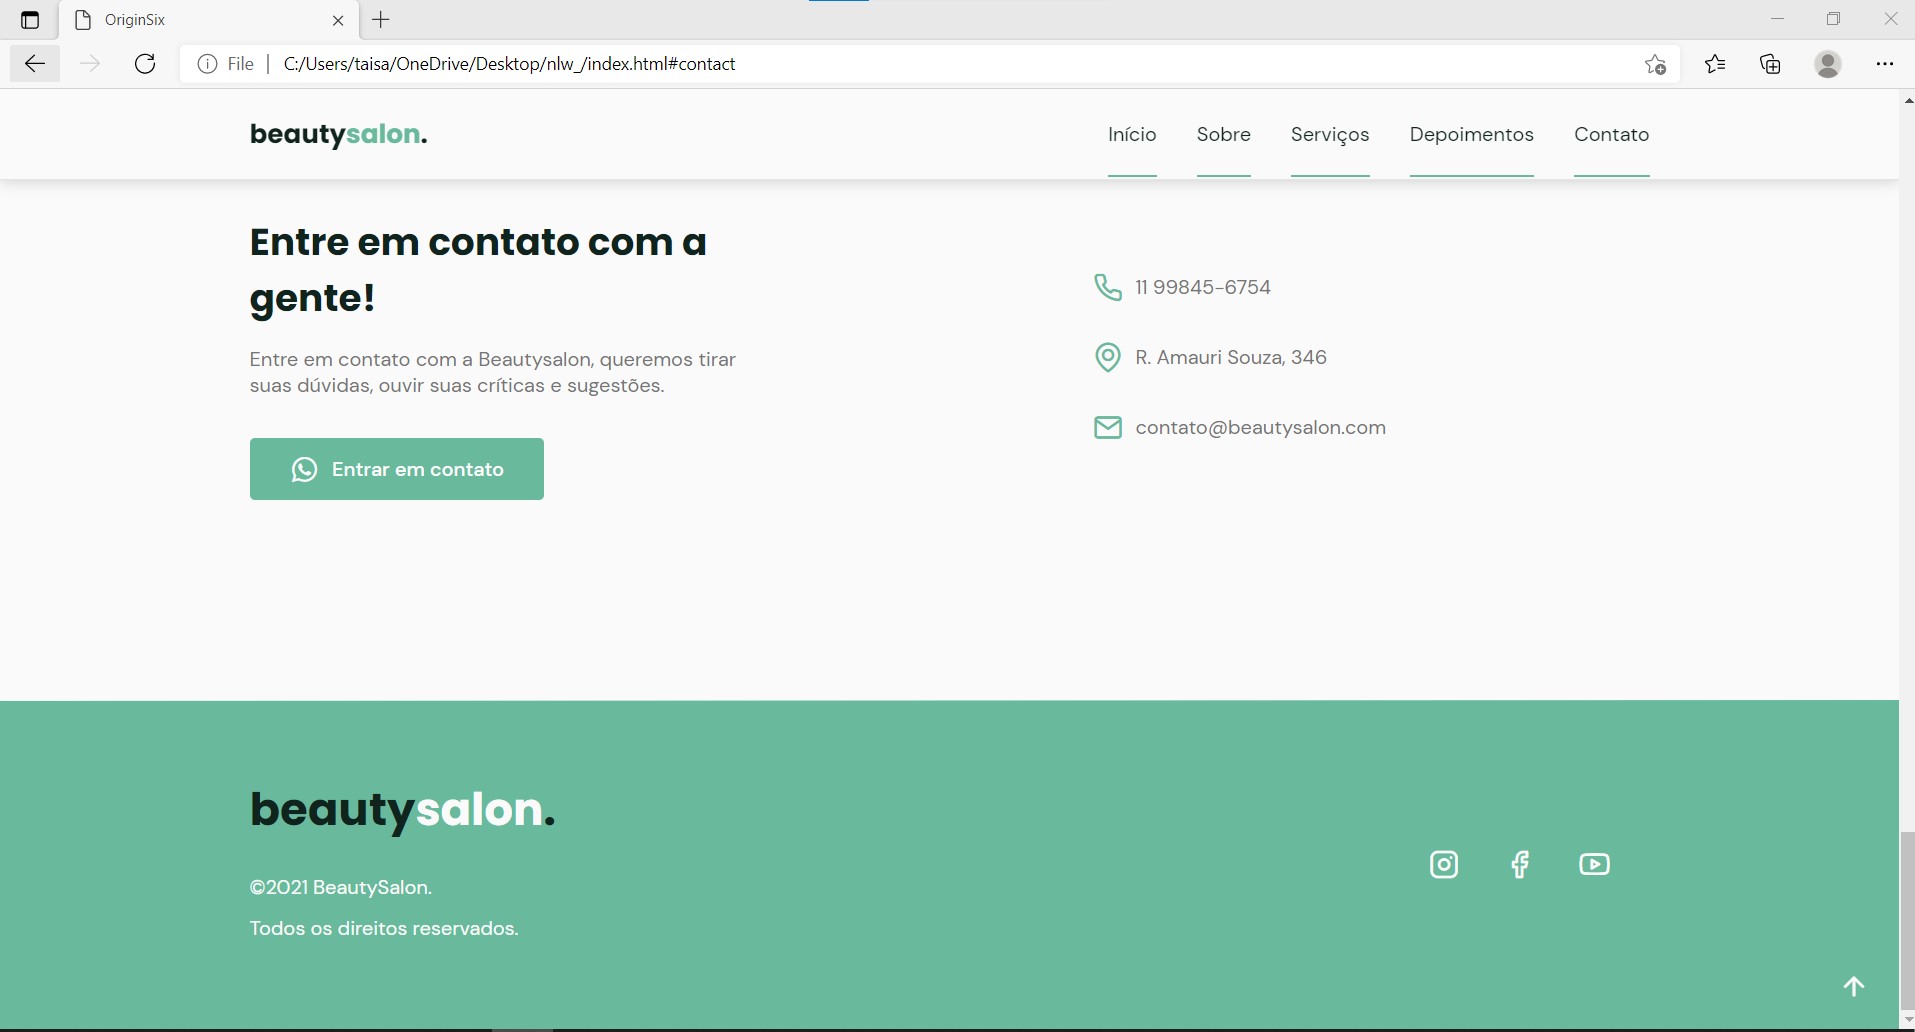 OriginSix
File
C:/Users/taisa/OneDrive/Desktop/nlw_/index.html#contact
beautysalon.
Início
Sobre
Serviços
Depoimentos
Contato
Entre em contato com a
gente!
Entre em contato com a Beautysalon, queremos tirar
suas dúvidas, ouvir suas críticas e sugestões.
Entrar em contato
11 99845-6754
R. Amauri Souza, 346
contato@beautysalon.com
beautysalon.
©2021 BeautySalon.
Todos os direitos reservados.